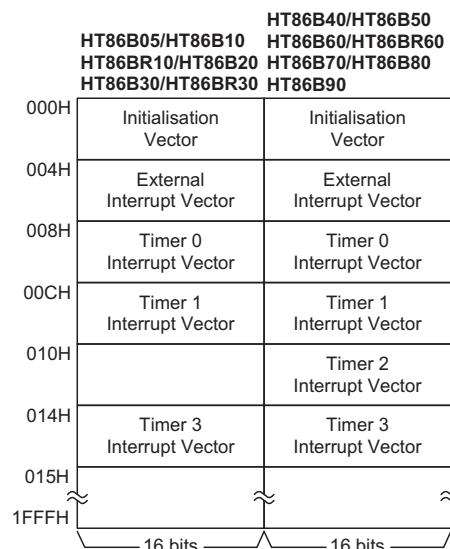 HT86B40/HT86B50
HT86B05/HT86B10 HT86B60/HT86BR60
HT86BR10/HT86B20 HT86B70/HT86B80
HT86B30/HT86BR30 HT86B90
000H
Initialisation Initialisation
Vector Vector
004H
External External
Interrupt Vector Interrupt Vector
008H
Timer 0 Timer 0
Interrupt Vector Interrupt Vector
00CH
Timer 1 Timer 1
Interrupt Vector Interrupt Vector
010H
Timer 2
Interrupt Vector
014H
Timer 3 Timer 3
Interrupt Vector Interrupt Vector
015H
1FFFH
16 bits 16 bits